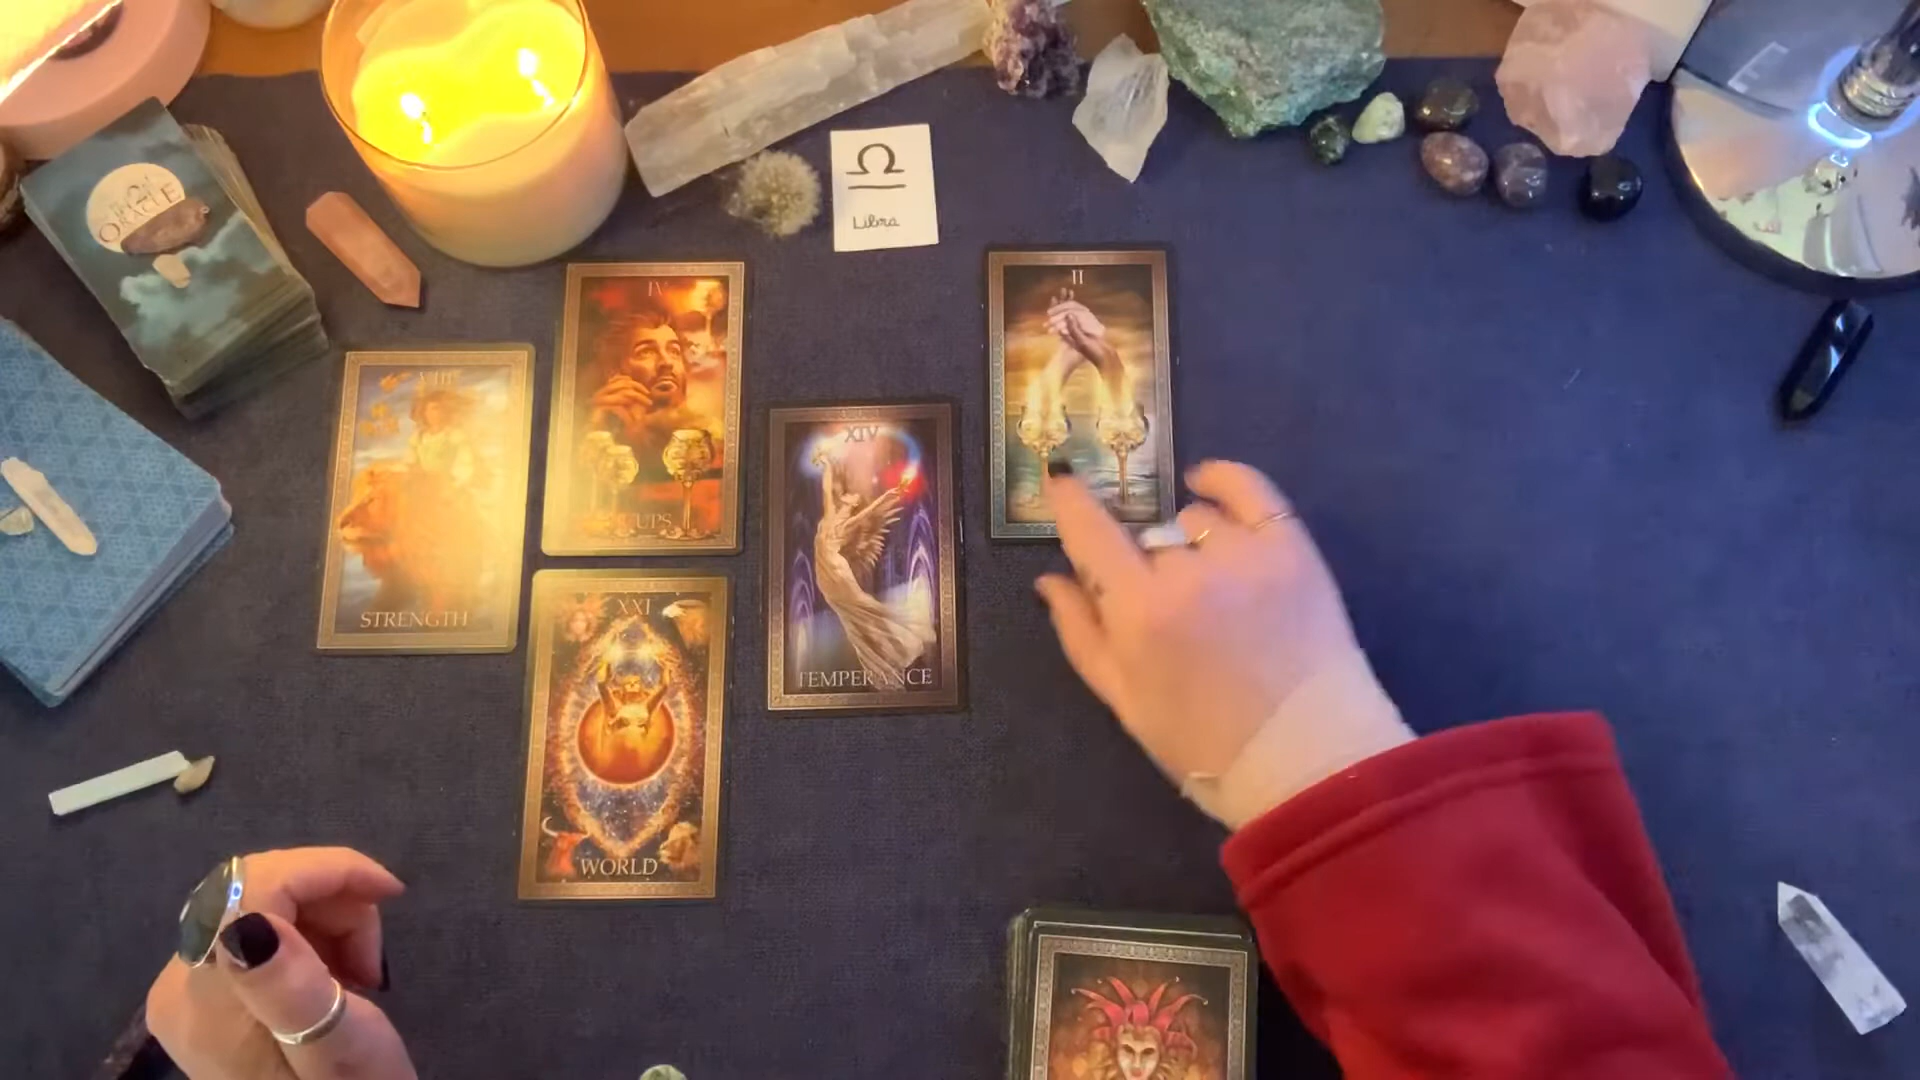 ORACLE
Libra
IV
II
VIII
XIV
CUPS
STRENGTH
XXI
TEMPERANCE
WORLD